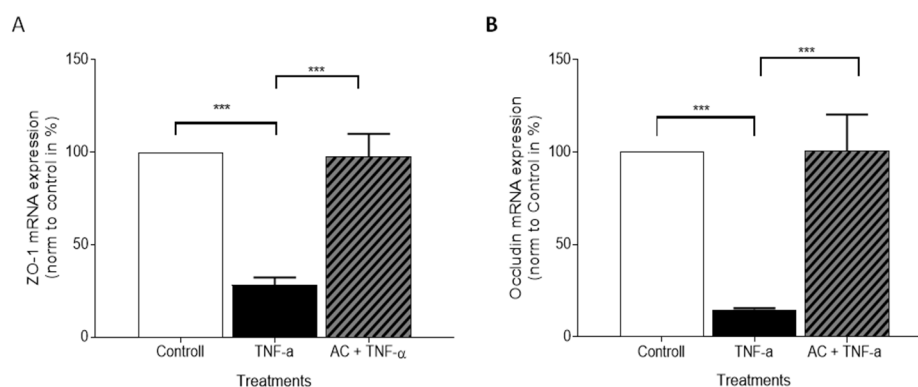 A
ZO-1 mRNA expression
(norm to control in %)
150
100
50
0
***
***
Controll
TNF-a
AC + TNF-α
Treatments
B
Occludin mRNA expression
(norm to Control in %)
150
100
50
0
***
***
Controll
TNF-a
AC + TNF-a
Treatments